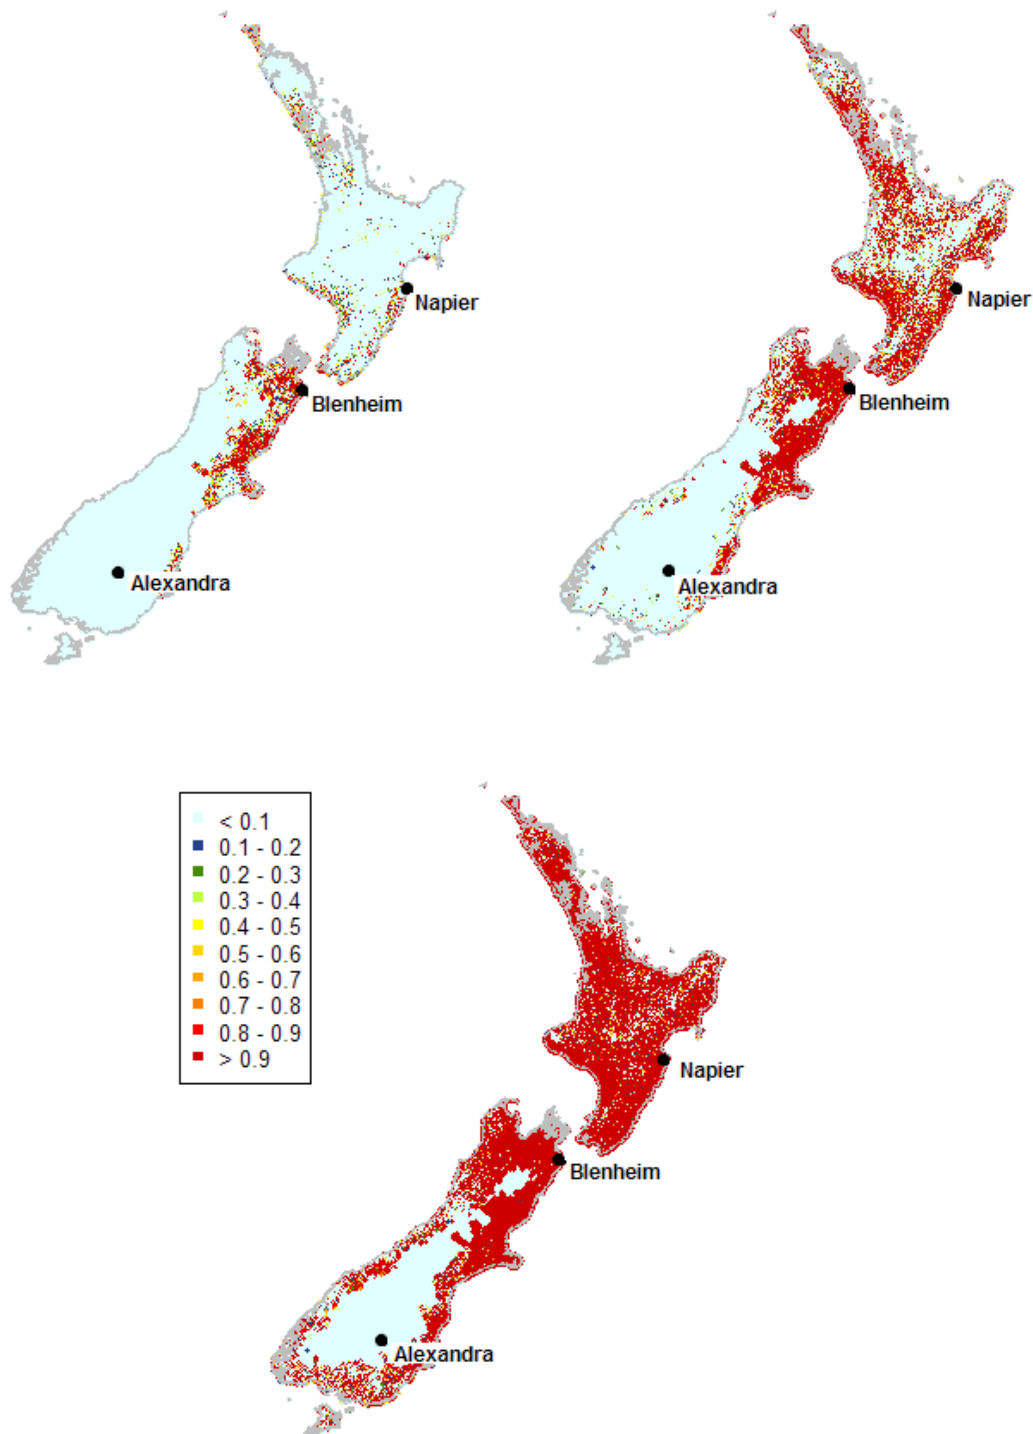 Napier
Blenheim
Alexandra
Napier
Blenheim
Alexandra
< 0.1
0.1 - 0.2
0.2 - 0.3
0.3 - 0.4
0.4 - 0.5
0.5 - 0.6
0.6 - 0.7
0.7 - 0.8
0.8 - 0.9
> 0.9
Napier
Blenheim
Alexandra